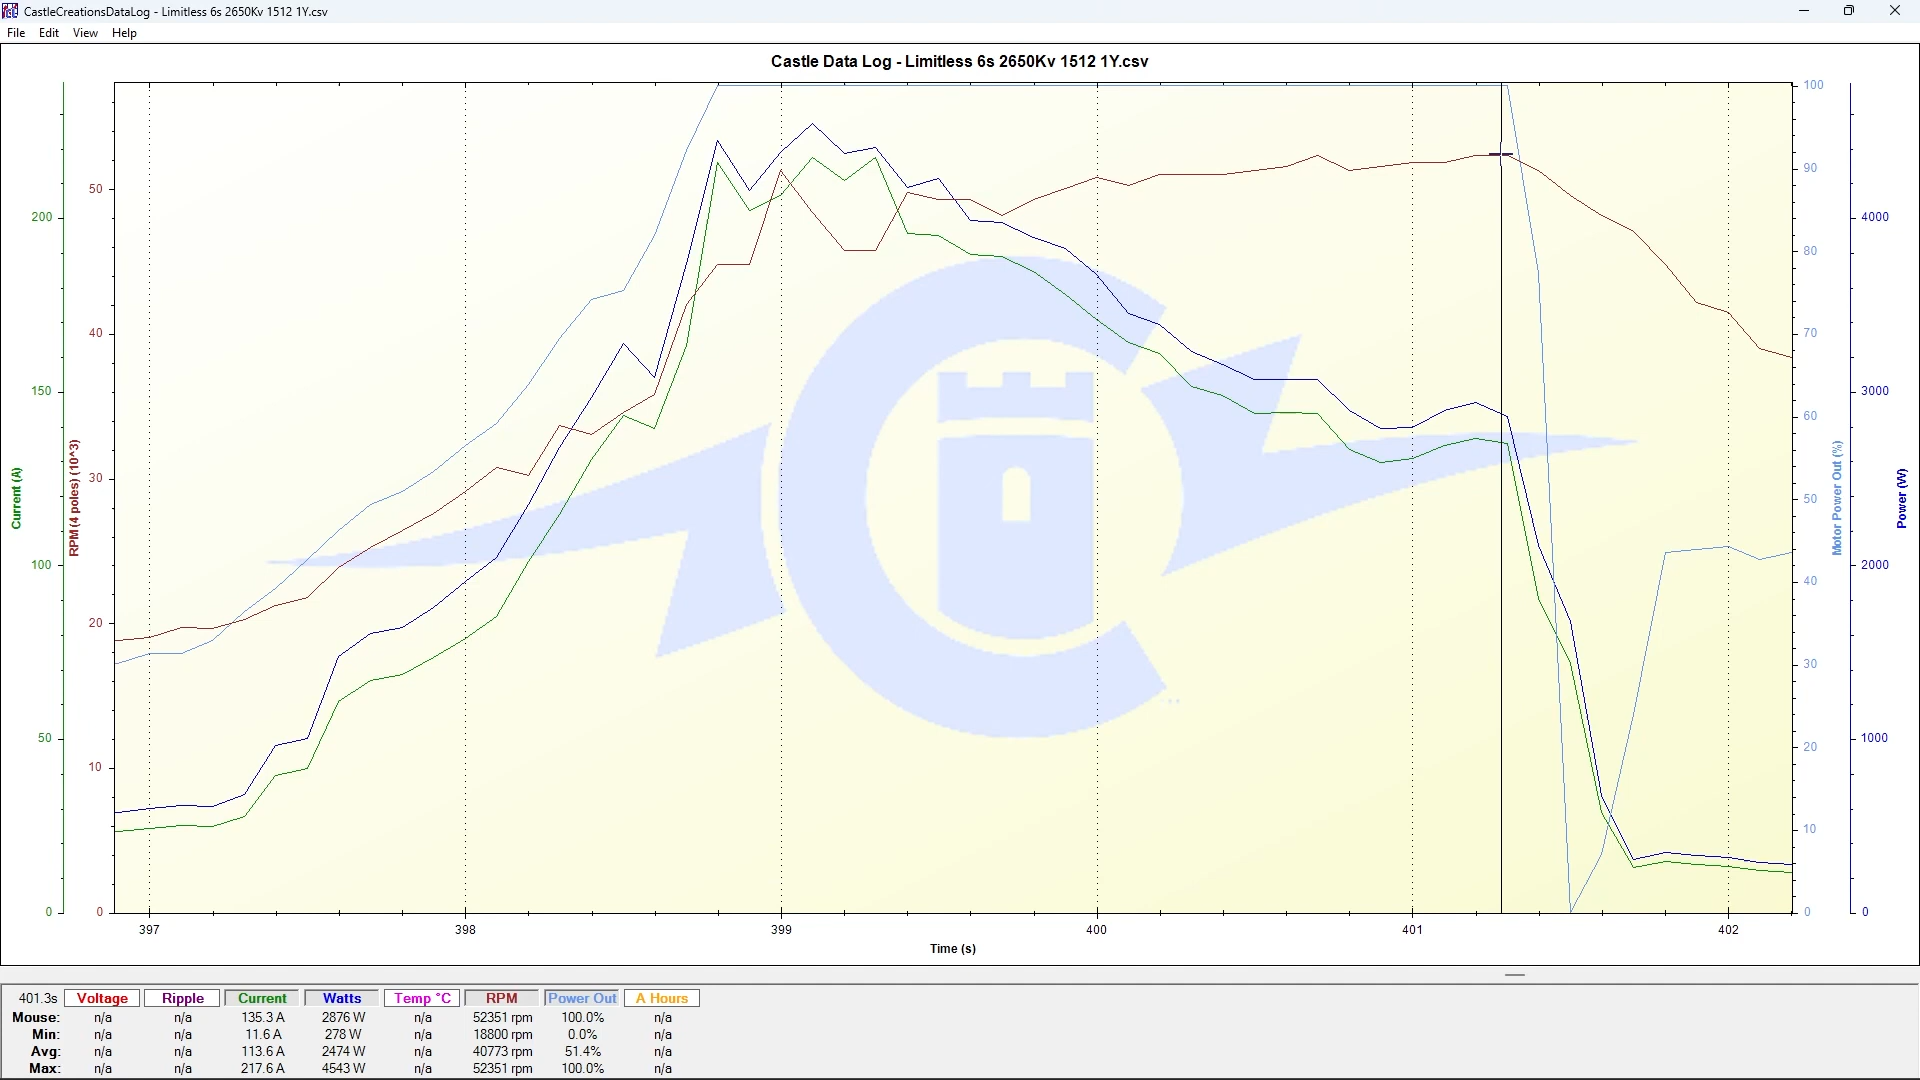 CastleCreationsDataLog - Limitless 6s 2650Kv 1512 1Y.csv
File Edit View Help
Castle Data Log - Limitless 6s 2650Kv 1512 1Y.csv
Current (A)
200
150
100
50
0
RPM (4 poles) (10^3)
50
40
30
20
10
0
100
90
80
70
60
50
40
30
20
10
0
Motor Power Out (%)
4000
3000
2000
1000
0
Power (W)
397 398 399 400 401 402
Time (s)
401.3s Voltage Ripple Current Watts Temp °C RPM Power Out A Hours
Mouse: n/a n/a 135.3 A 2876 W n/a 52351 rpm 100.0% n/a
Min: n/a n/a 11.6 A 278 W n/a 18800 rpm 0.0% n/a
Avg: n/a n/a 113.6 A 2474 W n/a 40773 rpm 51.4% n/a
Max: n/a n/a 217.6 A 4543 W n/a 52351 rpm 100.0% n/a